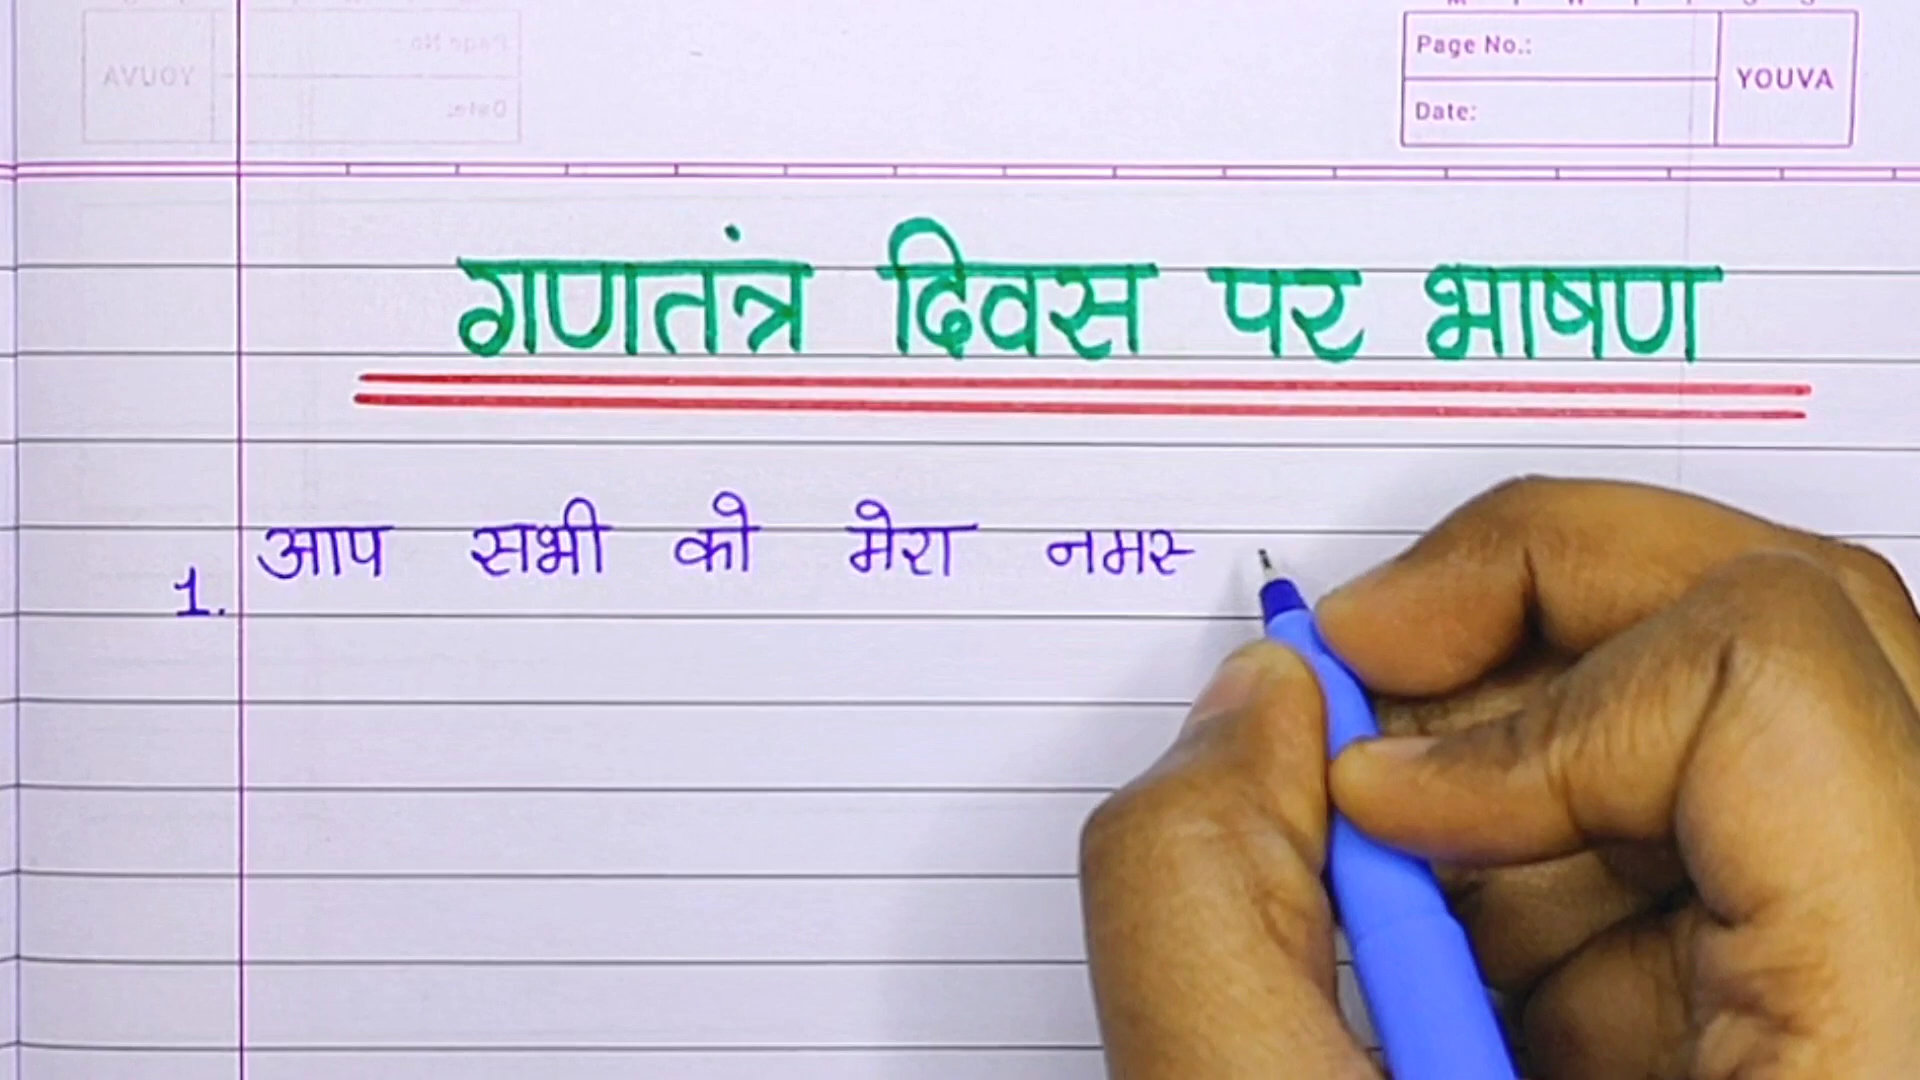 Page No.:
YOUVA
Date:
गणतंत्र दिवस पर भाषण
1. आप सभी को मेरा नमस्